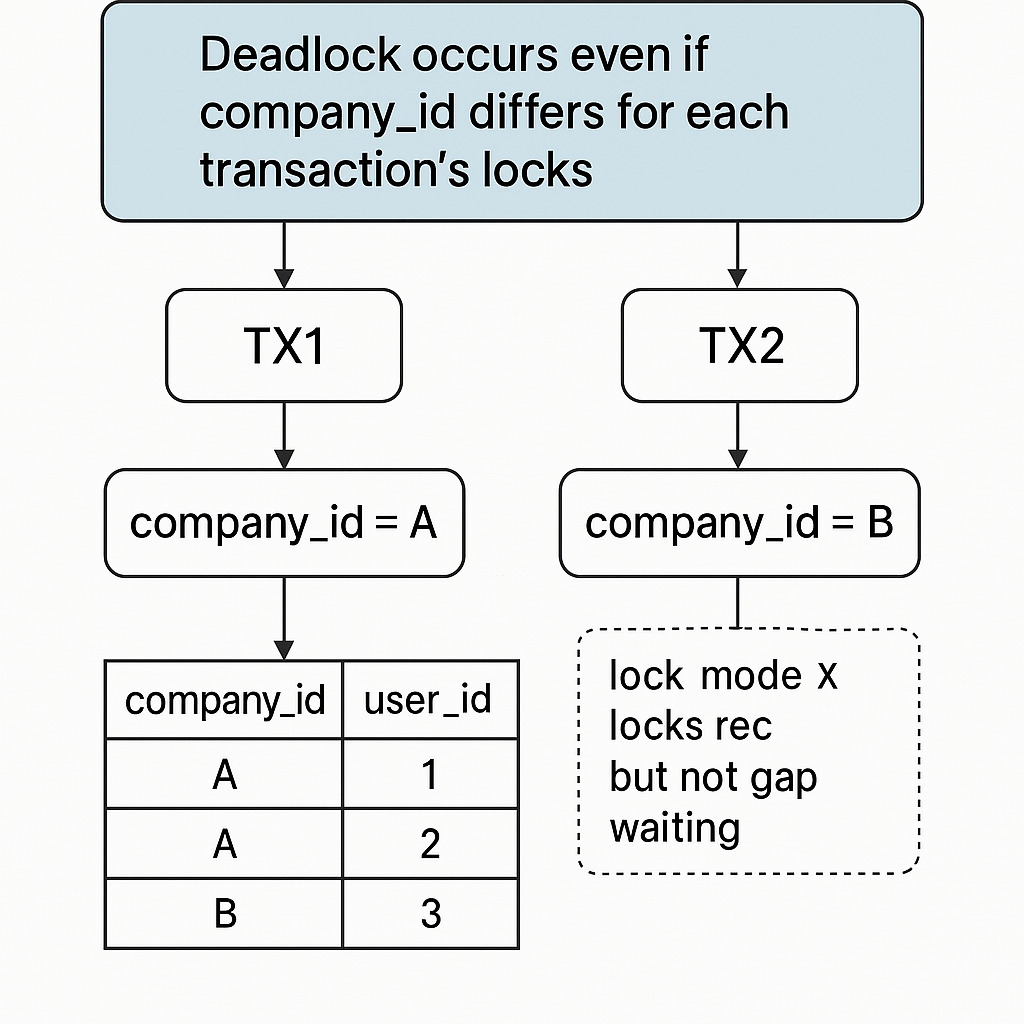 Deadlock occurs even if
company_id differs for each
transaction's locks
TX1
TX2
company_id = A
company_id = B
company_id user_id
A 1
A 2
B 3
lock mode X
locks rec
but not gap
waiting